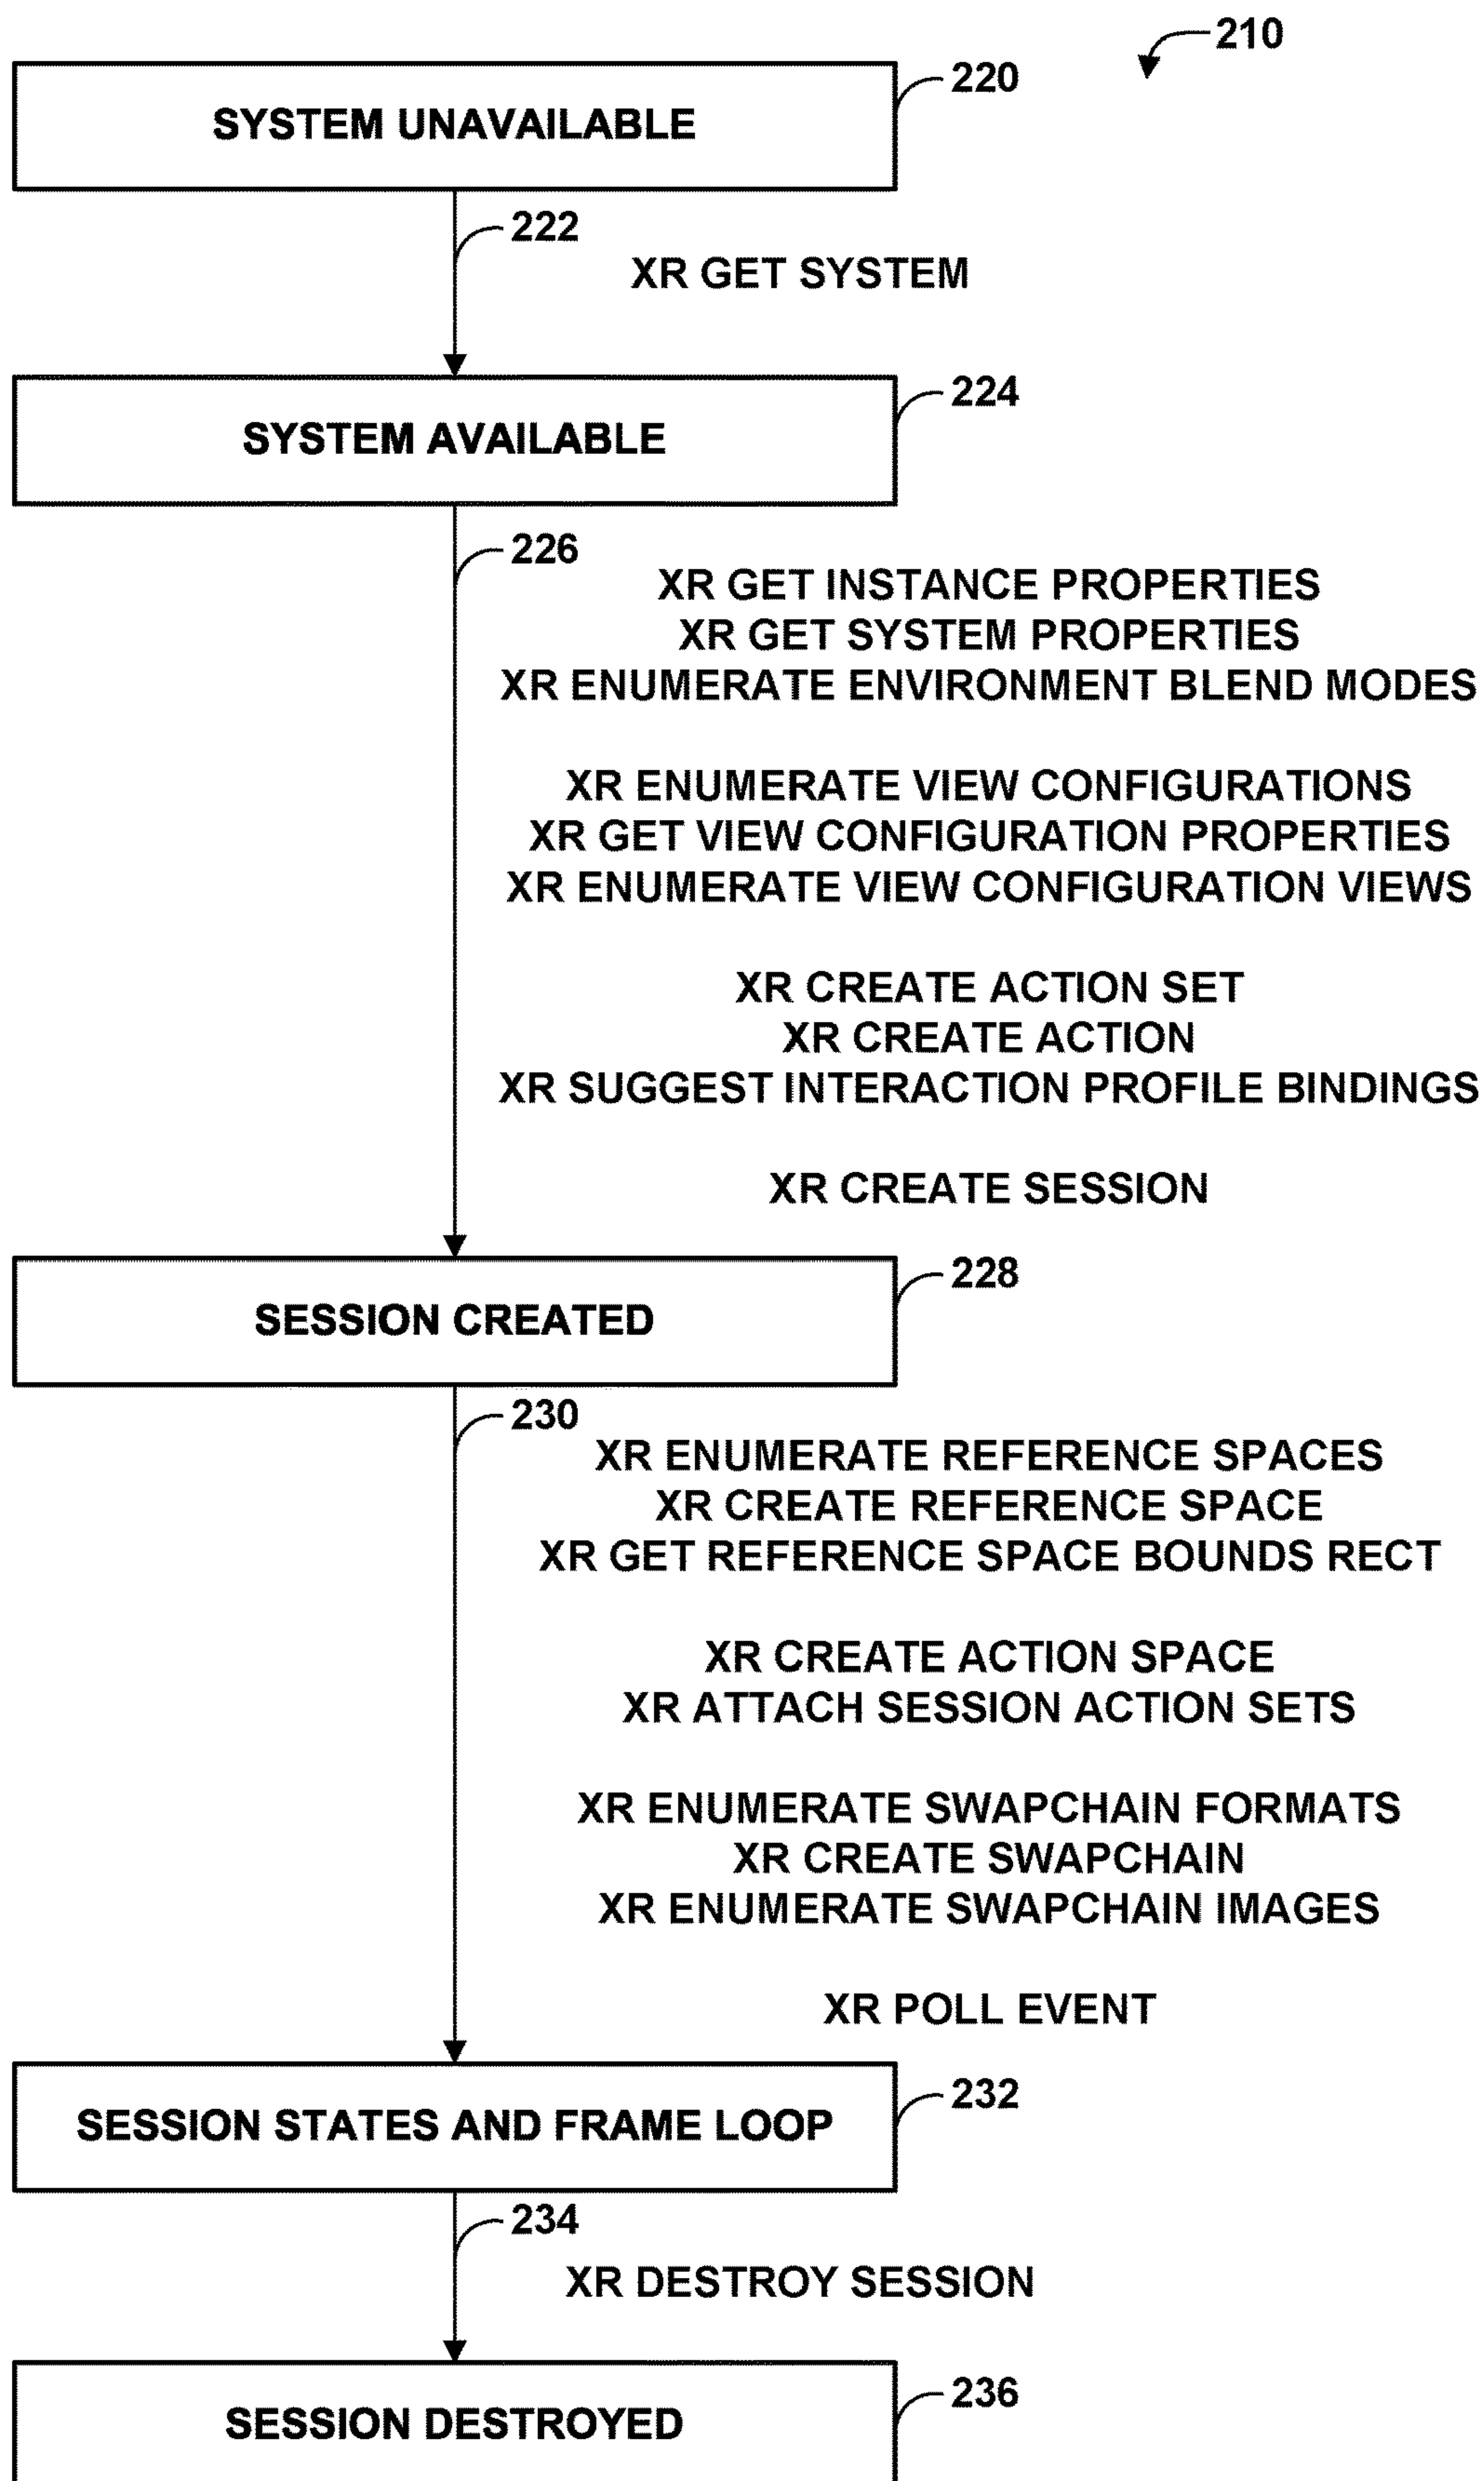 210
SYSTEM UNAVAILABLE
220
222
XR GET SYSTEM
SYSTEM AVAILABLE
224
226
XR GET INSTANCE PROPERTIES
XR GET SYSTEM PROPERTIES
XR ENUMERATE ENVIRONMENT BLEND MODES
XR ENUMERATE VIEW CONFIGURATIONS
XR GET VIEW CONFIGURATION PROPERTIES
XR ENUMERATE VIEW CONFIGURATION VIEWS
XR CREATE ACTION SET
XR CREATE ACTION
XR SUGGEST INTERACTION PROFILE BINDINGS
XR CREATE SESSION
SESSION CREATED
228
230
XR ENUMERATE REFERENCE SPACES
XR CREATE REFERENCE SPACE
XR GET REFERENCE SPACE BOUNDS RECT
XR CREATE ACTION SPACE
XR ATTACH SESSION ACTION SETS
XR ENUMERATE SWAPCHAIN FORMATS
XR CREATE SWAPCHAIN
XR ENUMERATE SWAPCHAIN IMAGES
XR POLL EVENT
SESSION STATES AND FRAME LOOP
232
234
XR DESTROY SESSION
SESSION DESTROYED
236